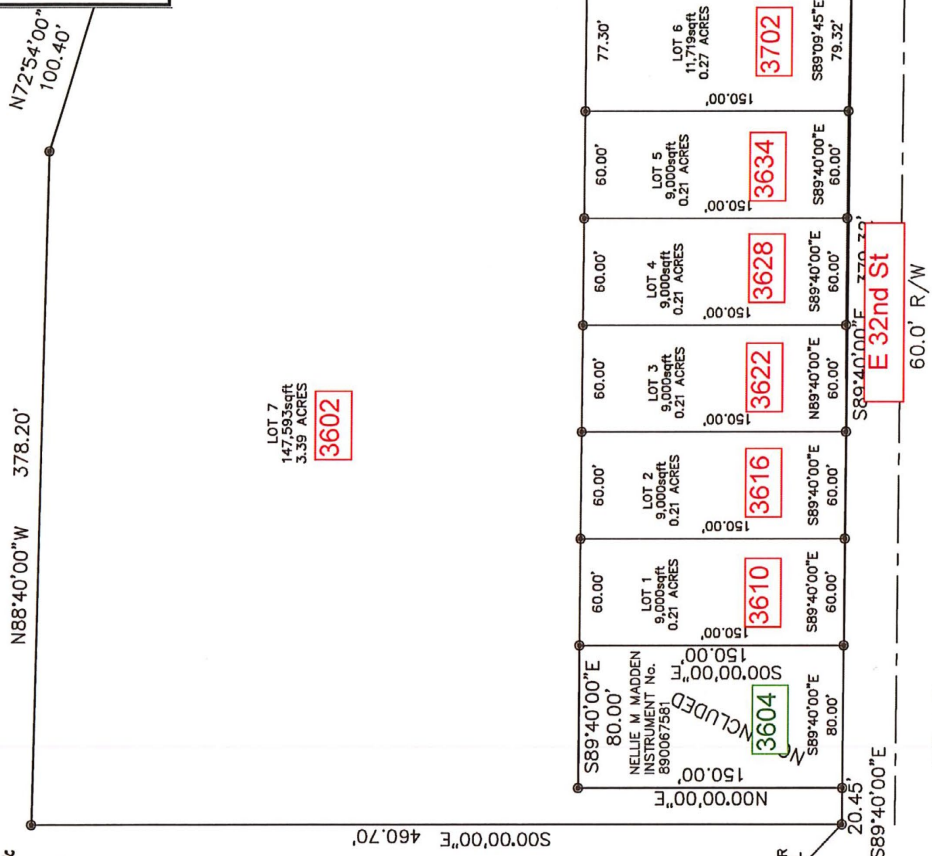 N72°54'00"
100.40'
N88°40'00"W 378.20'
LOT 7
147,593sqft
3.39 ACRES
3602
S00°00'00"E 460.70'
S89°40'00"E
80.00'
NELLIE M MADDEN
INSTRUMENT No.
890067581
NO INCLUDED
3604
N00°00'00"E
150.00'
S00°00'00"E
150.00'
S89°40'00"E
80.00'
60.00'
LOT 1
9,000sqft
0.21 ACRES
3610
150.00'
S89°40'00"E
60.00'
60.00'
LOT 2
9,000sqft
0.21 ACRES
3616
150.00'
S89°40'00"E
60.00'
60.00'
LOT 3
9,000sqft
0.21 ACRES
3622
150.00'
N89°40'00"E
60.00'
60.00'
LOT 4
9,000sqft
0.21 ACRES
3628
150.00'
S89°40'00"E
60.00'
60.00'
LOT 5
9,000sqft
0.21 ACRES
3634
150.00'
S89°40'00"E
60.00'
77.30'
LOT 6
11,719sqft
0.27 ACRES
3702
150.00'
S89°09'45"E
79.32'
20.45'
S89°40'00"E
S89°40'00"E
E 32nd St
60.0' R/W
R